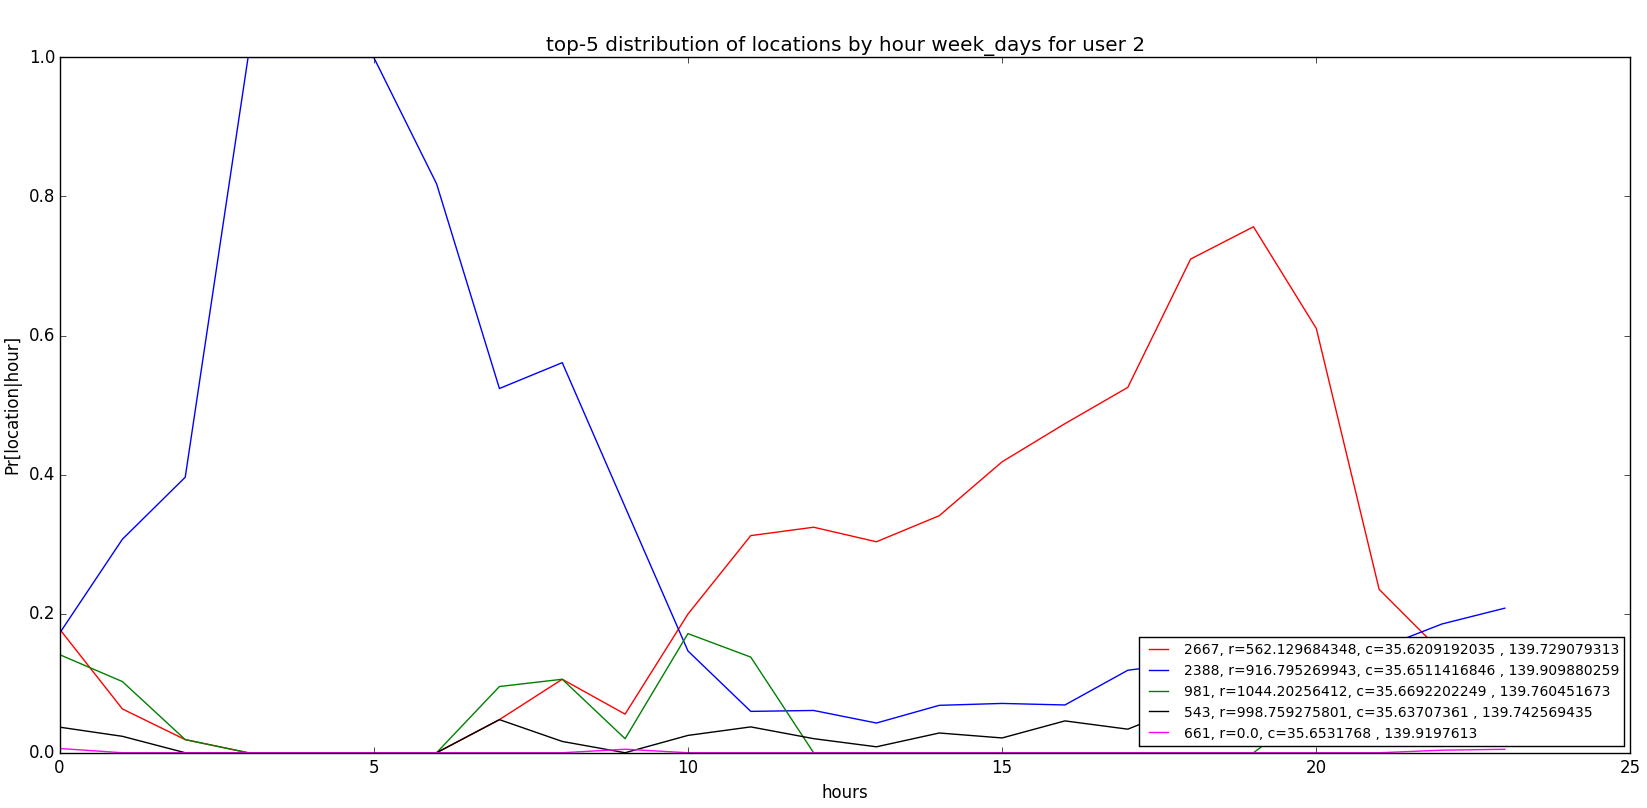 top-5 distribution of locations by hour week_days for user 2
1.0
0.8
0.6
0.4
0.2
0.0
Pr[location|hour]
2667, r=562.129684348, c=35.6209192035 , 139.729079313
2388, r=916.795269943, c=35.6511416846 , 139.909880259
981, r=1044.20256412, c=35.6692202249 , 139.760451673
543, r=998.759275801, c=35.63707361 , 139.742569435
661, r=0.0, c=35.6531768 , 139.9197613
0 5 10 15 20 25
hours